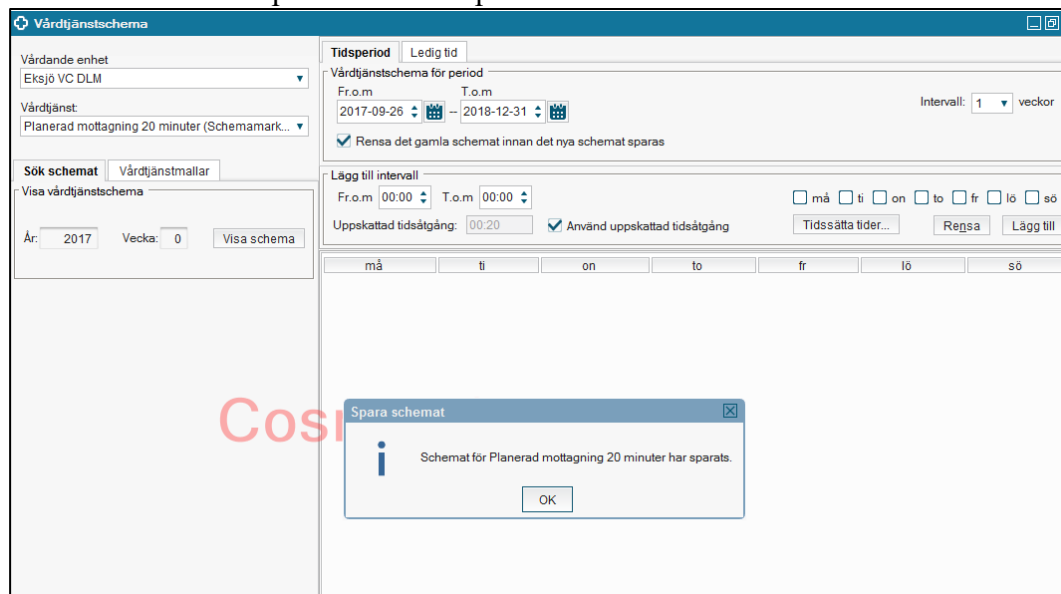 Vårdtjänstschema
Vårdande enhet
Eksjö VC DLM
Vårdtjänst:
Planerad mottagning 20 minuter (Schemamark...
Sök schemat Vårdtjänstmallar
Visa vårdtjänstschema
År: 2017 Vecka: 0 Visa schema
Tidsperiod Ledig tid
Vårdtjänstschema för period
Fr.o.m T.o.m
2017-09-26 – 2018-12-31
Intervall: 1 veckor
Rensa det gamla schemat innan det nya schemat sparas
Lägg till intervall
Fr.o.m 00:00 T.o.m 00:00
må ti on to fr lö sö
Uppskattad tidsåtgång: 00:20 Använd uppskattad tidsåtgång
Tidssätta tider... Rensa Lägg till
må ti on to fr lö sö
Spara schemat
Schemat för Planerad mottagning 20 minuter har sparats.
OK